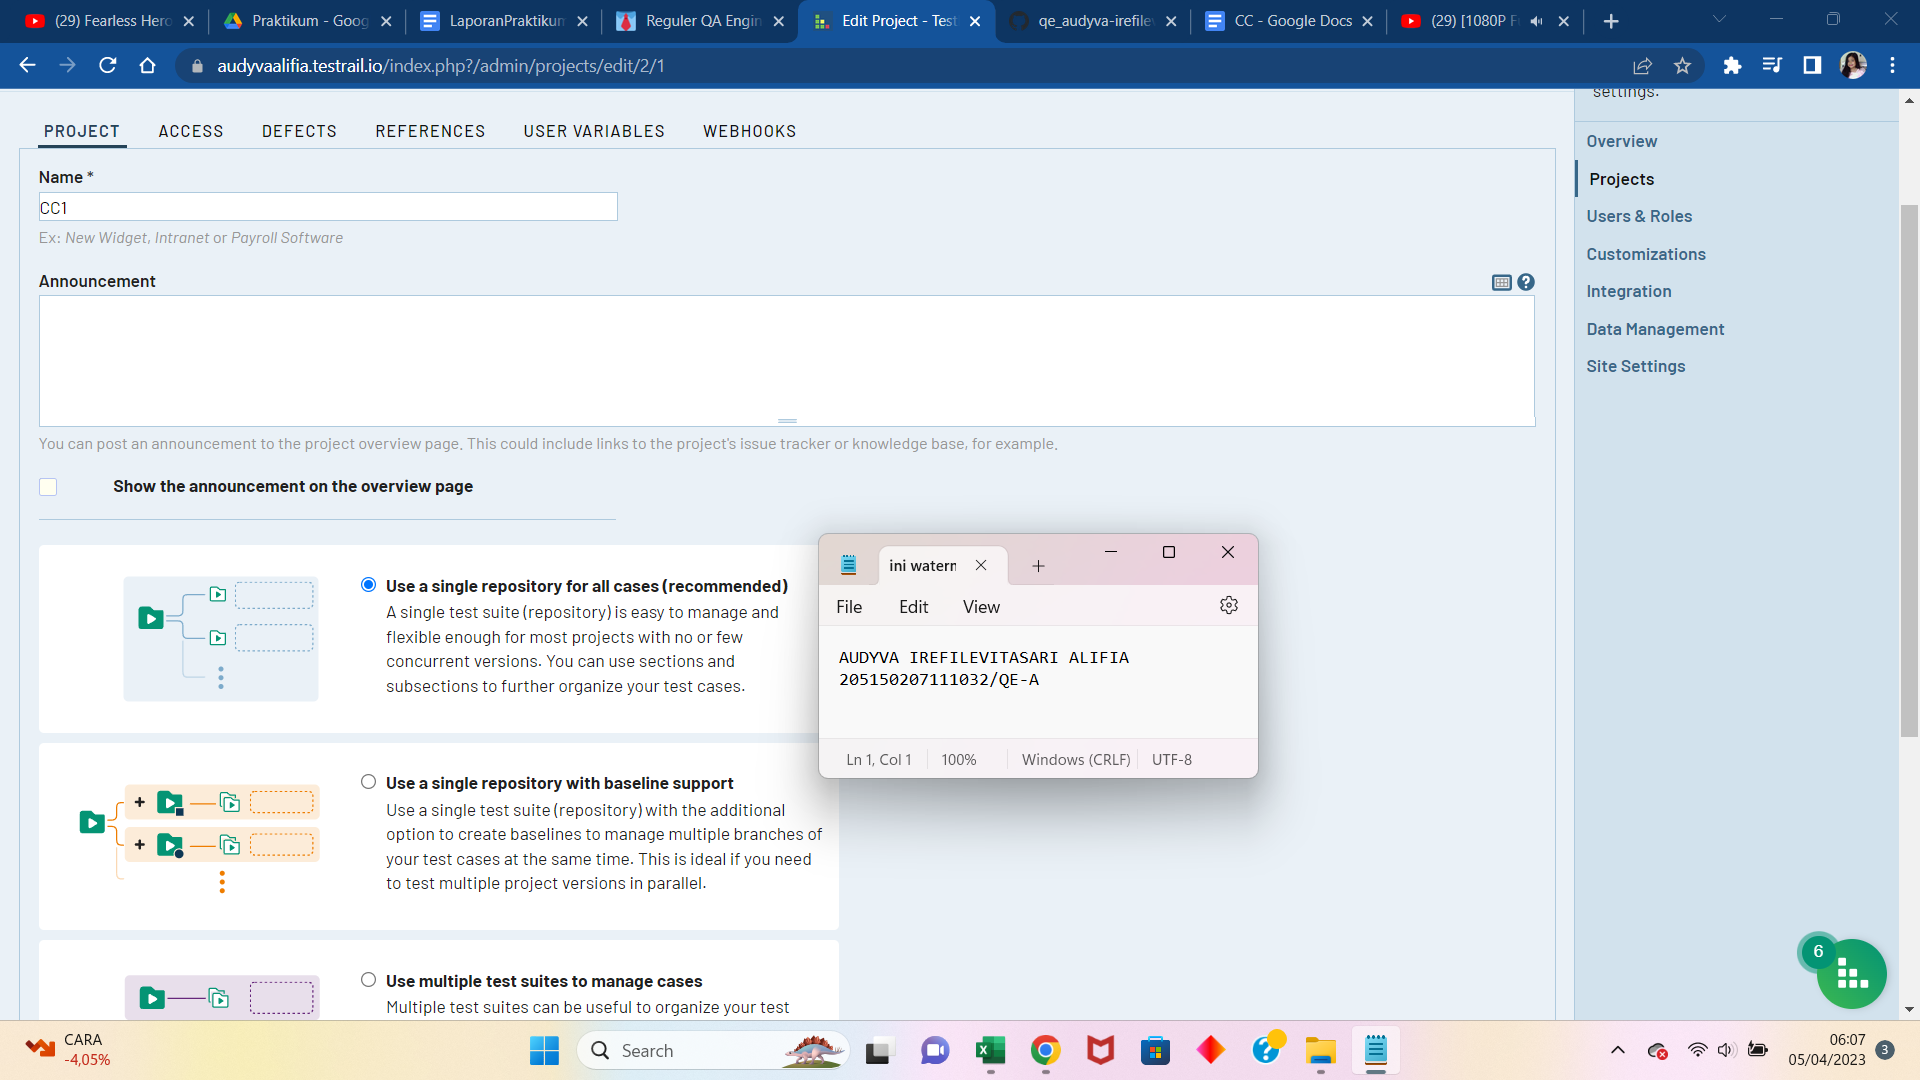 (29) Fearless Hero
Praktikum - Goog
LaporanPraktikum
Reguler QA Engin
Edit Project - Test
qe_audyva-irefilev
CC - Google Docs
(29) [1080P F
audyvaalifia.testrail.io/index.php?/admin/projects/edit/2/1
settings.
PROJECT
ACCESS
DEFECTS
REFERENCES
USER VARIABLES
WEBHOOKS
Name *
CC1
Ex: New Widget, Intranet or Payroll Software
Announcement
You can post an announcement to the project overview page. This could include links to the project's issue tracker or knowledge base, for example.
Show the announcement on the overview page
Use a single repository for all cases (recommended)
A single test suite (repository) is easy to manage and
flexible enough for most projects with no or few
concurrent versions. You can use sections and
subsections to further organize your test cases.
Use a single repository with baseline support
Use a single test suite (repository) with the additional
option to create baselines to manage multiple branches of
your test cases at the same time. This is ideal if you need
to test multiple project versions in parallel.
Use multiple test suites to manage cases
Multiple test suites can be useful to organize your test
Overview
Projects
Users & Roles
Customizations
Integration
Data Management
Site Settings
ini watern
File
Edit
View
AUDYVA IREFILEVITASARI ALIFIA
205150207111032/QE-A
Ln 1, Col 1
100%
Windows (CRLF)
UTF-8
6
CARA
-4,05%
Search
06:07
05/04/2023
3